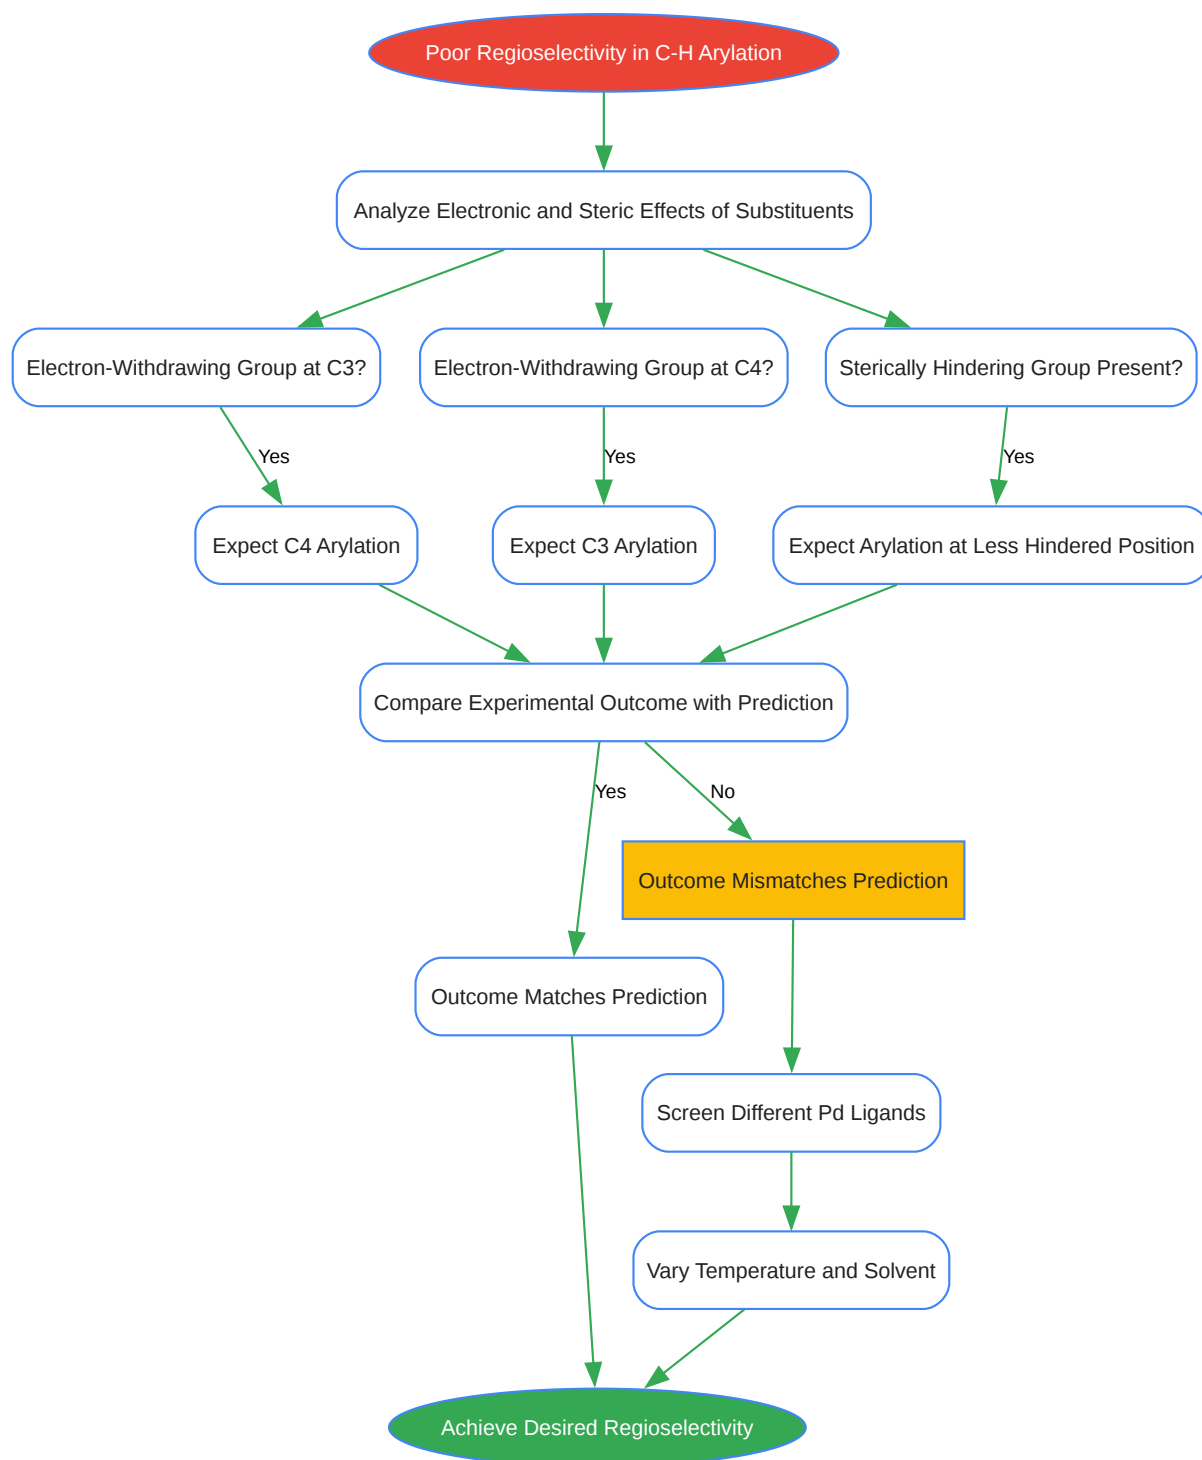 Poor Regioselectivity in C-H Arylation
Analyze Electronic and Steric Effects of Substituents
Electron-Withdrawing Group at C3?
Electron-Withdrawing Group at C4?
Sterically Hindering Group Present?
Yes
Yes
Yes
Expect C4 Arylation
Expect C3 Arylation
Expect Arylation at Less Hindered Position
Compare Experimental Outcome with Prediction
Yes
No
Outcome Mismatches Prediction
Outcome Matches Prediction
Screen Different Pd Ligands
Vary Temperature and Solvent
Achieve Desired Regioselectivity